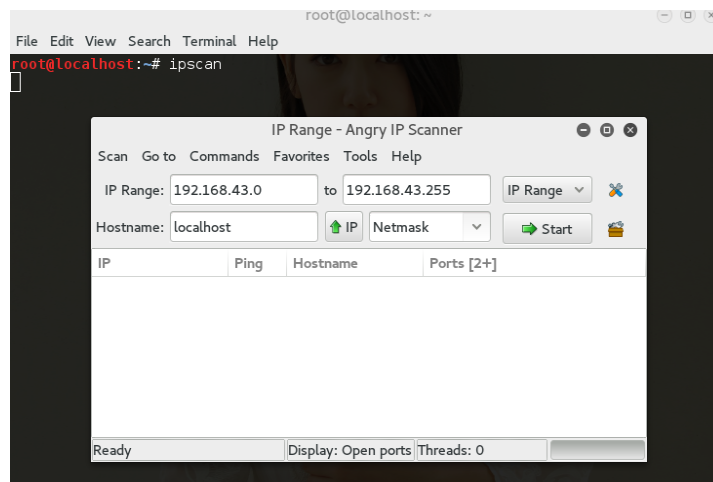 root@localhost: ~
File Edit View Search Terminal Help
root@localhost:~# ipscan
IP Range - Angry IP Scanner
Scan Go to Commands Favorites Tools Help
IP Range: 192.168.43.0 to 192.168.43.255 IP Range
Hostname: localhost IP Netmask Start
IP Ping Hostname Ports [2+]
Ready Display: Open ports Threads: 0